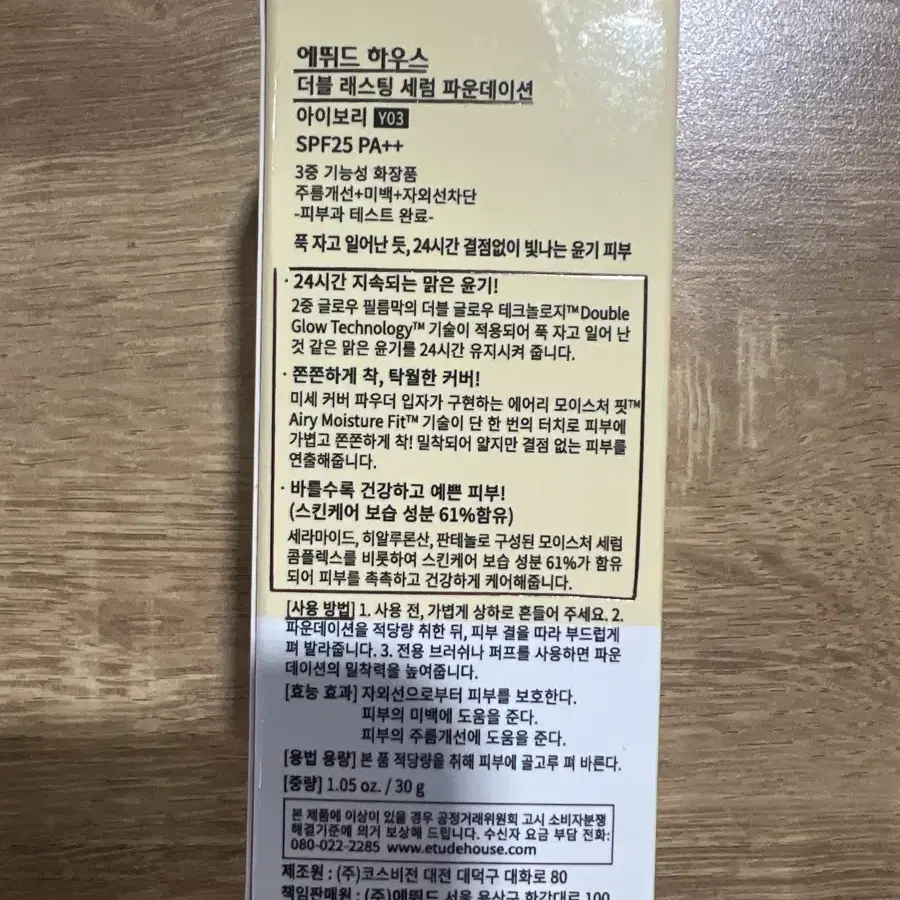 에뛰드 하우스
더블 래스팅 세럼 파운데이션
아이보리 Y03
SPF25 PA++
3중 기능성 화장품
주름개선+미백+자외선차단
-피부과 테스트 완료-
푹 자고 일어난 듯, 24시간 결점없이 빛나는 윤기 피부
· 24시간 지속되는 맑은 윤기!
2중 글로우 필름막의 더블 글로우 테크놀로지™Double
Glow Technology™ 기술이 적용되어 푹 자고 일어 난
것 같은 맑은 윤기를 24시간 유지시켜 줍니다.
· 쫀쫀하게 착, 탁월한 커버!
미세 커버 파우더 입자가 구현하는 에어리 모이스처 핏™
Airy Moisture Fit™ 기술이 단 한 번의 터치로 피부에
가볍고 쫀쫀하게 착! 밀착되어 얇지만 결점 없는 피부를
연출해줍니다.
· 바를수록 건강하고 예쁜 피부!
(스킨케어 보습 성분 61%함유)
세라마이드, 히알루론산, 판테놀로 구성된 모이스처 세럼
콤플렉스를 비롯하여 스킨케어 보습 성분 61%가 함유
되어 피부를 촉촉하고 건강하게 케어해줍니다.
[사용 방법] 1. 사용 전, 가볍게 상하로 흔들어 주세요. 2.
파운데이션을 적당량 취한 뒤, 피부 결을 따라 부드럽게
펴 발라줍니다. 3. 전용 브러쉬나 퍼프를 사용하면 파운
데이션의 밀착력을 높여줍니다.
[효능 효과] 자외선으로부터 피부를 보호한다.
피부의 미백에 도움을 준다.
피부의 주름개선에 도움을 준다.
[용법 용량] 본 품 적당량을 취해 피부에 골고루 펴 바른다.
[중량] 1.05 oz. / 30 g
본 제품에 이상이 있을 경우 공정거래위원회 고시 소비자분쟁
해결기준에 의거 보상해 드립니다. 수신자 요금 부담 전화:
080-022-2285 www.etudehouse.com
제조원 : (주)코스비전 대전 대덕구 대화로 80
책임판매원 : (주)에뛰드 서울 용산구 한강대로 100